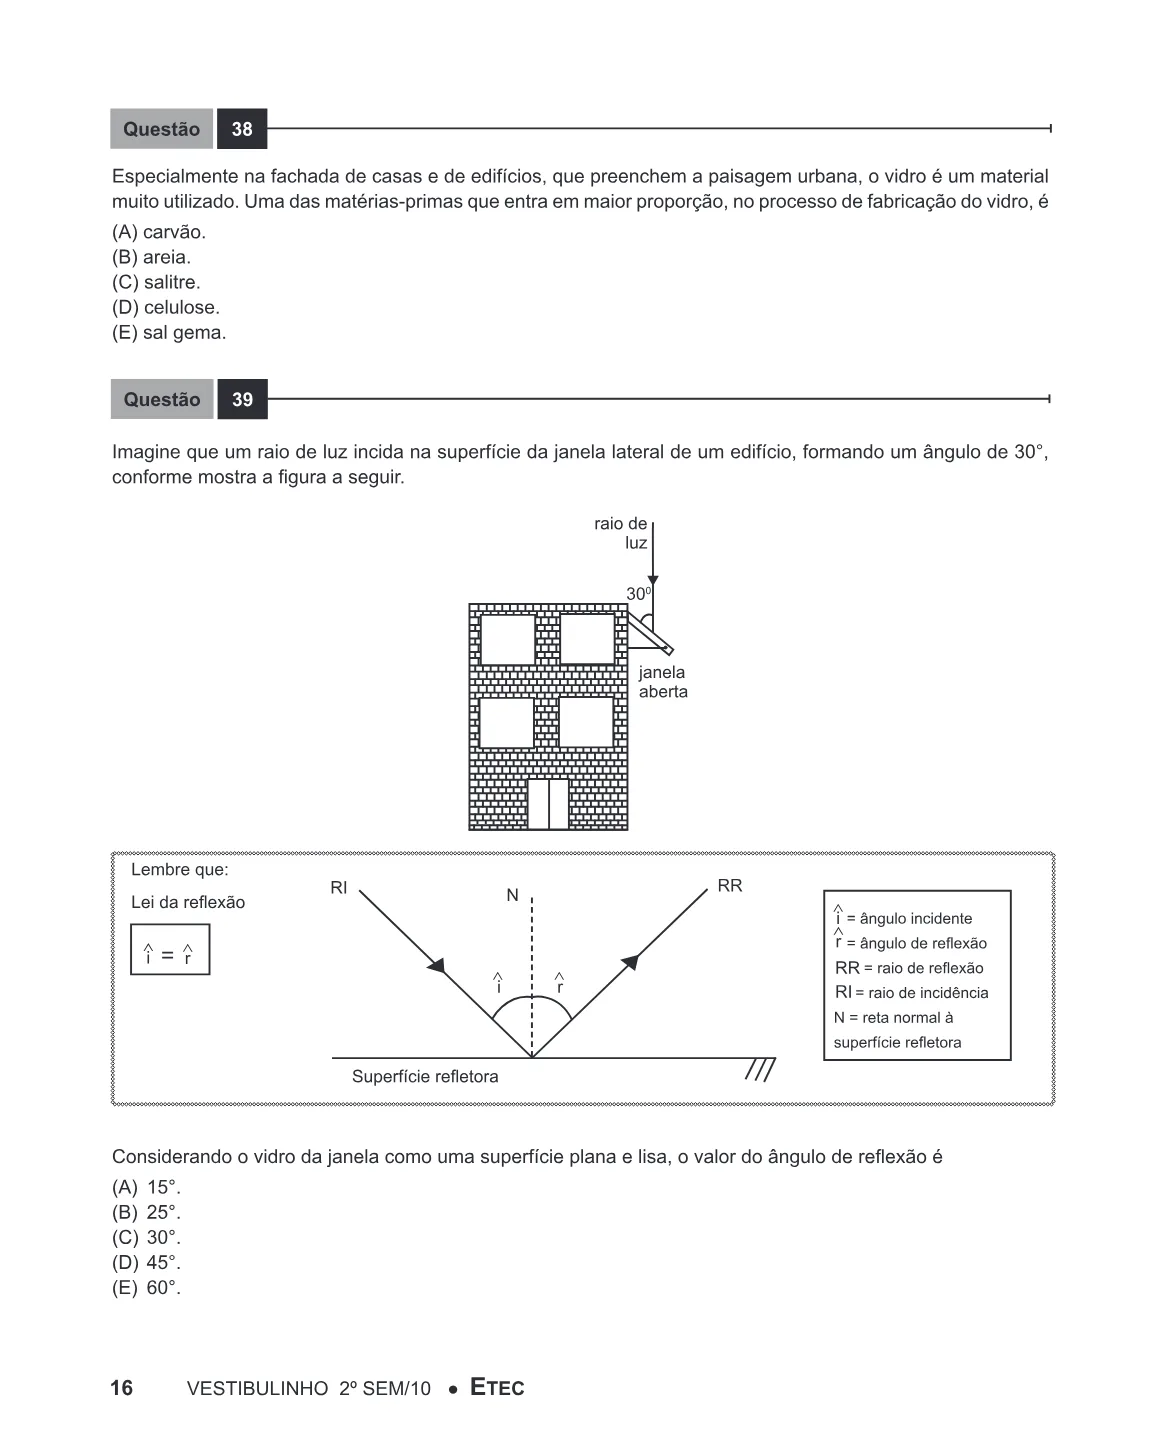 Questão 38
Especialmente na fachada de casas e de edifícios, que preenchem a paisagem urbana, o vidro é um material
muito utilizado. Uma das matérias-primas que entra em maior proporção, no processo de fabricação do vidro, é
(A) carvão.
(B) areia.
(C) salitre.
(D) celulose.
(E) sal gema.
Questão 39
Imagine que um raio de luz incida na superfície da janela lateral de um edifício, formando um ângulo de 30°,
conforme mostra a figura a seguir.
raio de
luz
30⁰
janela
aberta
Lembre que:
Lei da reflexão
î = r̂
RI
N
RR
î
r̂
Superfície refletora
î = ângulo incidente
r̂ = ângulo de reflexão
RR = raio de reflexão
RI = raio de incidência
N = reta normal à
superfície refletora
Considerando o vidro da janela como uma superfície plana e lisa, o valor do ângulo de reflexão é
(A) 15°.
(B) 25°.
(C) 30°.
(D) 45°.
(E) 60°.
16 VESTIBULINHO 2º SEM/10 • ETEC